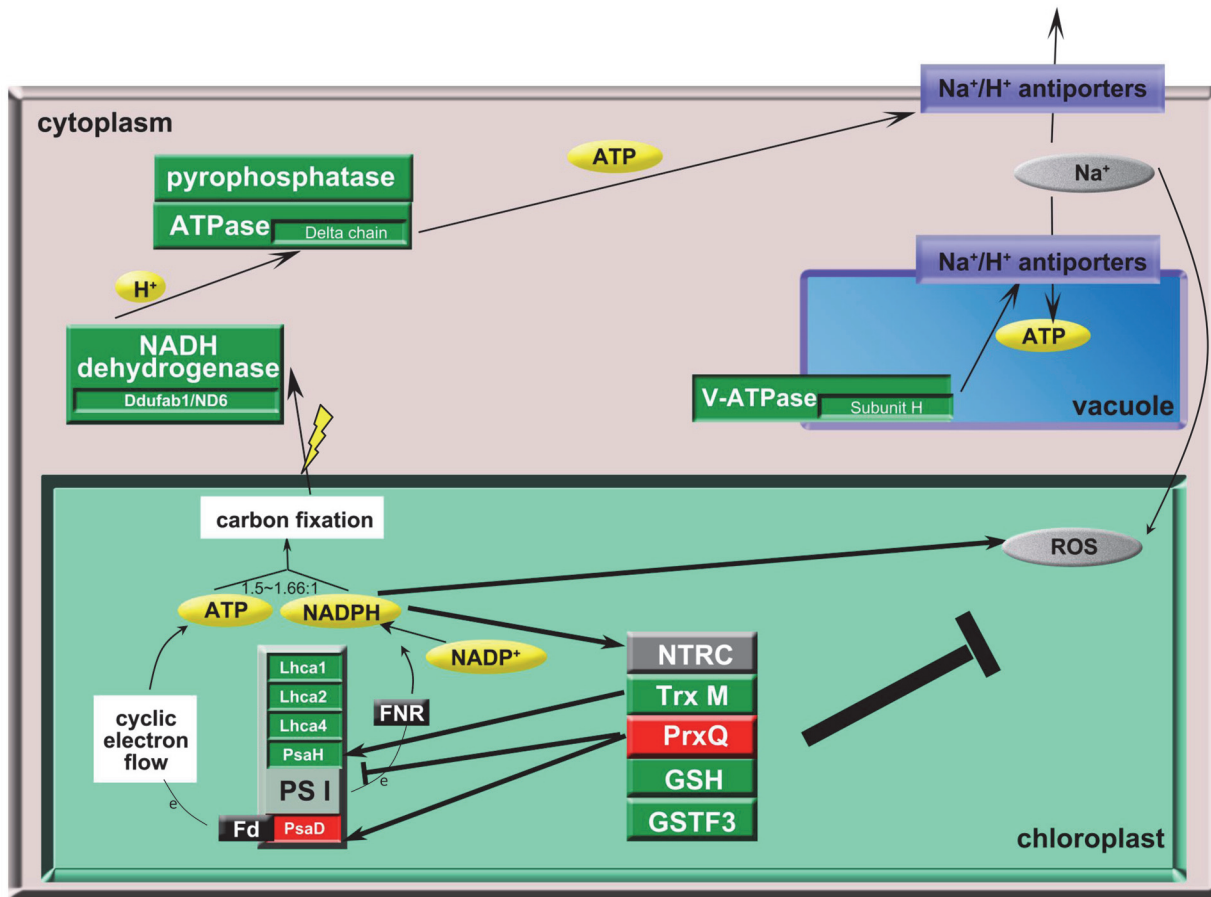 Na⁺/H⁺ antiporters
cytoplasm
ATP
pyrophosphatase
Na⁺
ATPase
Delta chain
Na⁺/H⁺ antiporters
H⁺
ATP
NADH
dehydrogenase
Ddufab1/ND6
V-ATPase
Subunit H
vacuole
carbon fixation
ROS
1.5~1.66:1
ATP
NADPH
NADP⁺
NTRC
Lhca1
Trx M
Lhca2
FNR
cyclic
electron
flow
Lhca4
PrxQ
PsaH
GSH
PS I
e
e
Fd
PsaD
GSTF3
chloroplast